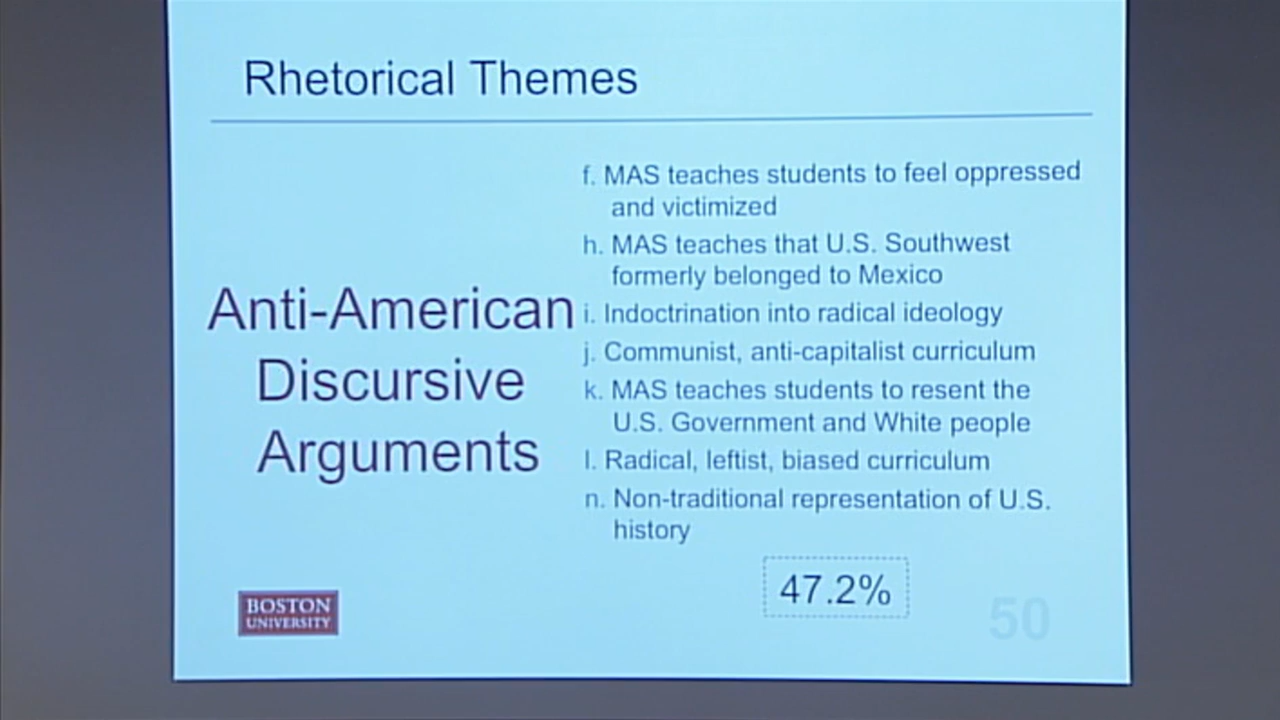 Rhetorical Themes
Anti-American
Discursive
Arguments
f. MAS teaches students to feel oppressed
and victimized
h. MAS teaches that U.S. Southwest
formerly belonged to Mexico
i. Indoctrination into radical ideology
j. Communist, anti-capitalist curriculum
k. MAS teaches students to resent the
U.S. Government and White people
l. Radical, leftist, biased curriculum
n. Non-traditional representation of U.S.
history
47.2%
BOSTON
UNIVERSITY
50